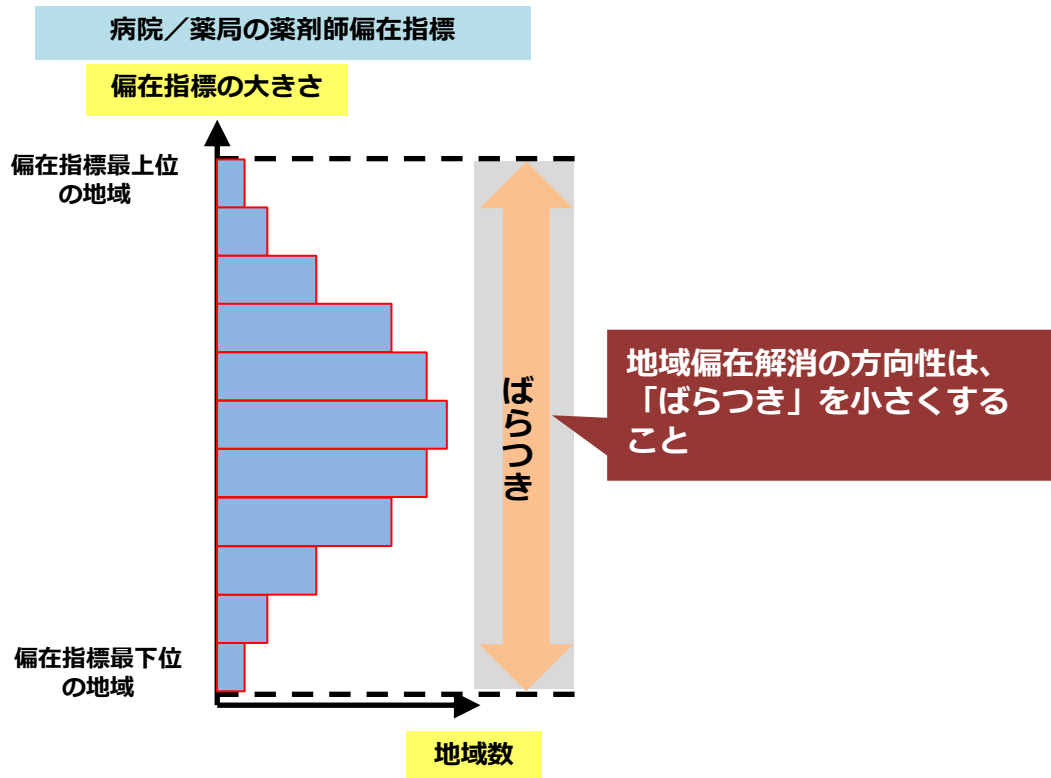 病院／薬局の薬剤師偏在指標
偏在指標の大きさ
偏在指標最上位
の地域
ばらつき
地域偏在解消の方向性は、
「ばらつき」を小さくする
こと
偏在指標最下位
の地域
地域数